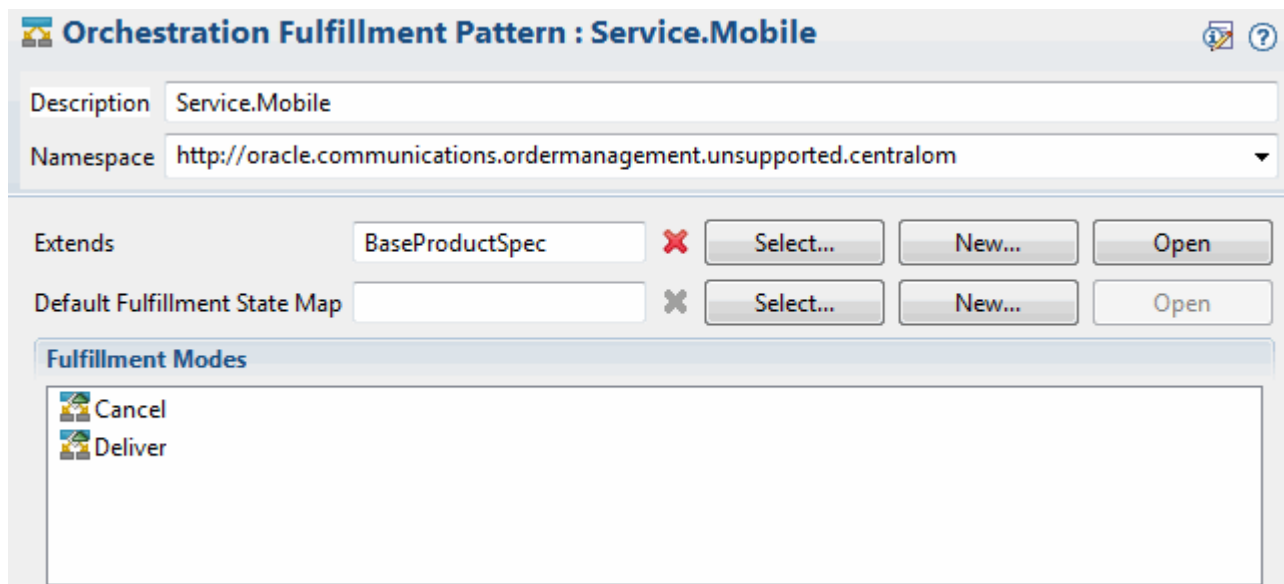 Orchestration Fulfillment Pattern : Service.Mobile
Description Service.Mobile
Namespace http://oracle.communications.ordermanagement.unsupported.centralom
Extends BaseProductSpec Select... New... Open
Default Fulfillment State Map Select... New... Open
Fulfillment Modes
Cancel
Deliver